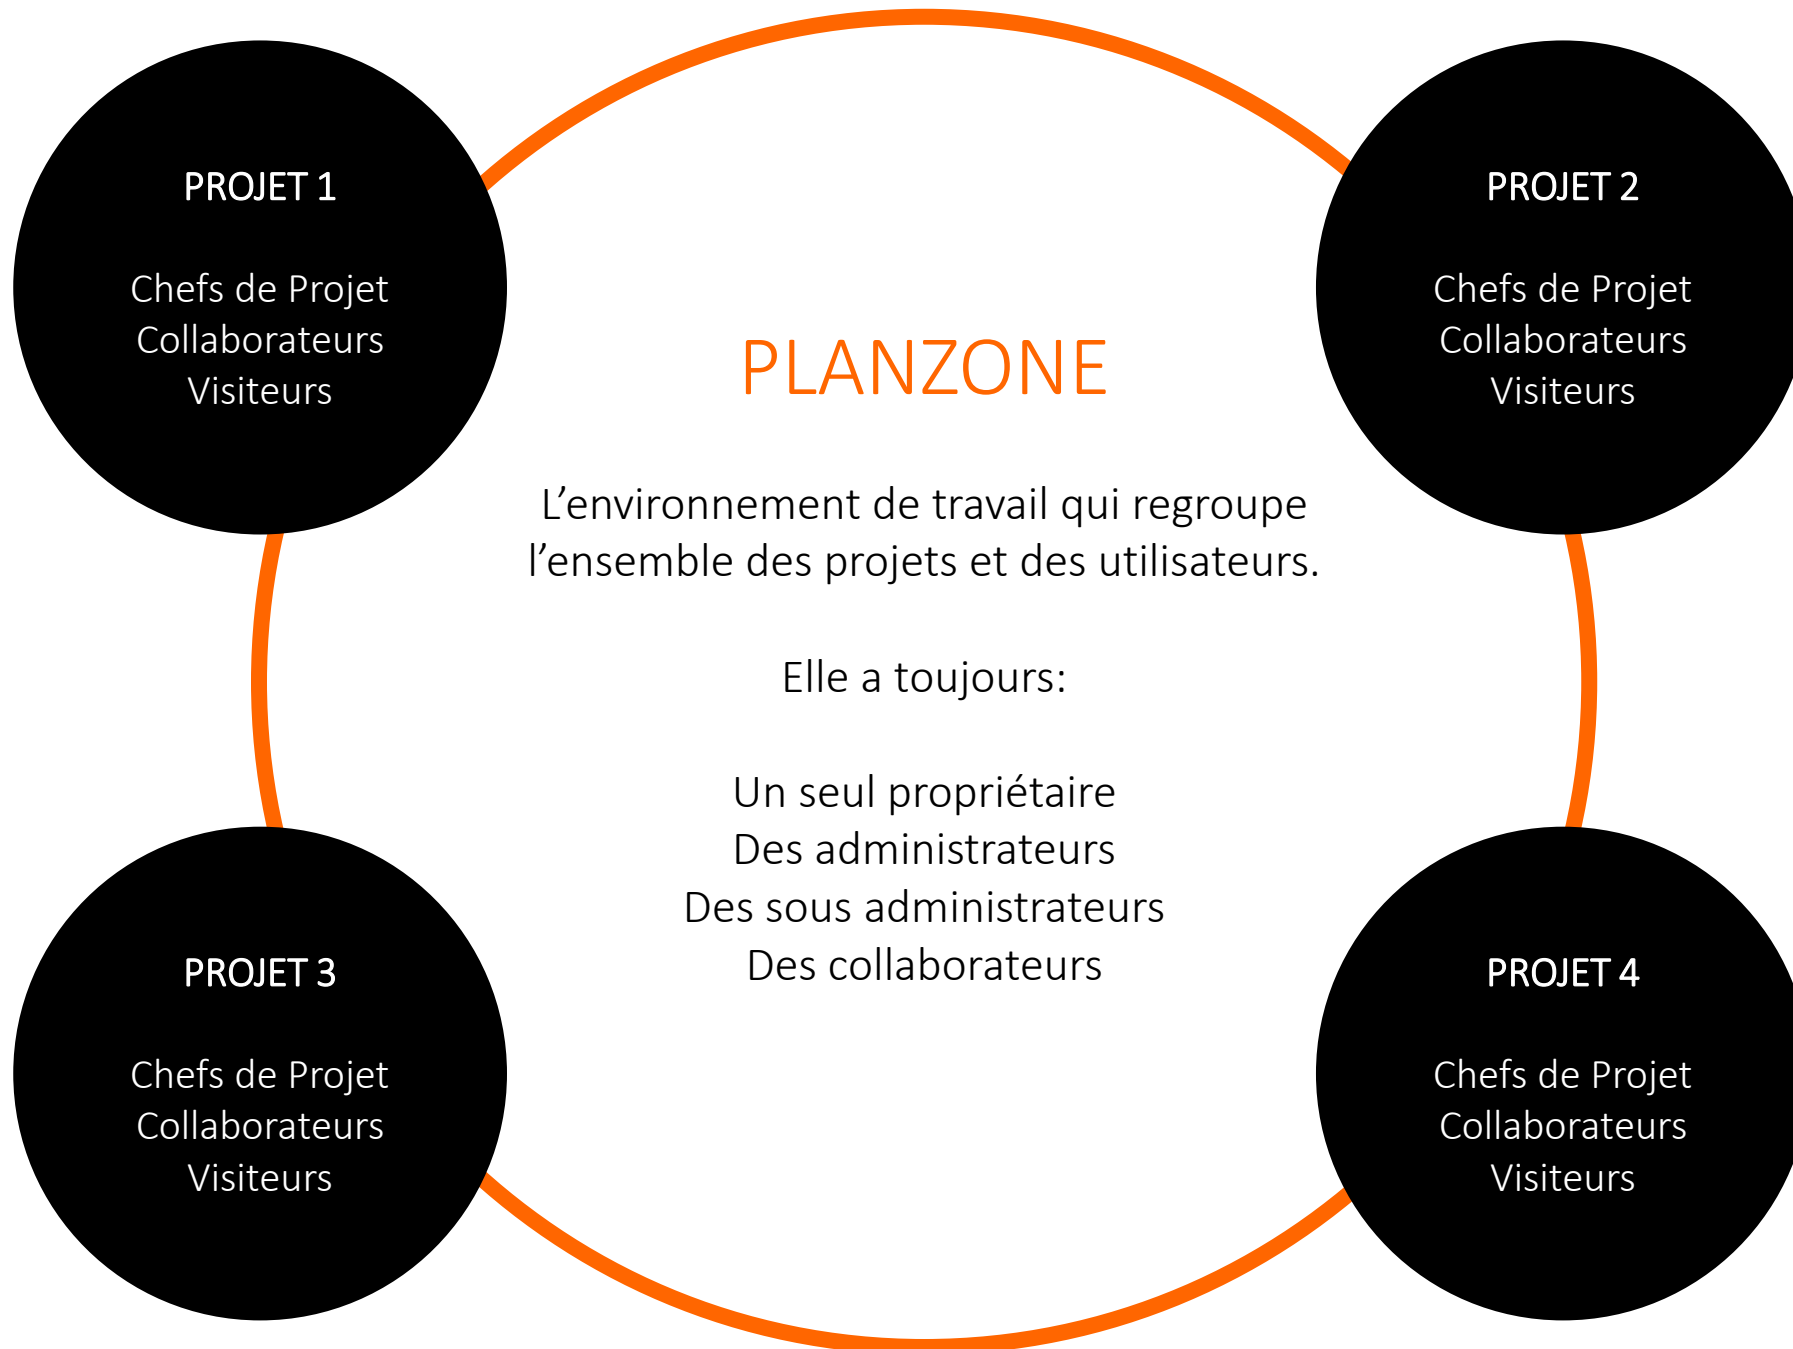 PROJET 1
Chefs de Projet
Collaborateurs
Visiteurs
PROJET 2
Chefs de Projet
Collaborateurs
Visiteurs
PLANZONE
L’environnement de travail qui regroupe
l’ensemble des projets et des utilisateurs.
Elle a toujours:
Un seul propriétaire
Des administrateurs
Des sous administrateurs
Des collaborateurs
PROJET 3
Chefs de Projet
Collaborateurs
Visiteurs
PROJET 4
Chefs de Projet
Collaborateurs
Visiteurs